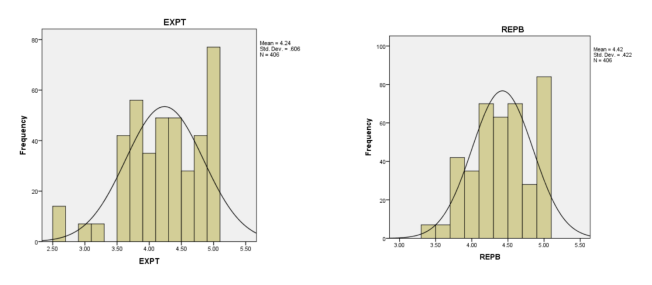 EXPT
Mean = 4.24
Std. Dev. = .606
N = 406
80
60
40
20
0
Frequency
2.50 3.00 3.50 4.00 4.50 5.00 5.50
EXPT
REPB
Mean = 4.42
Std. Dev. = .422
N = 406
100
80
60
40
20
0
Frequency
3.00 3.50 4.00 4.50 5.00 5.50
REPB